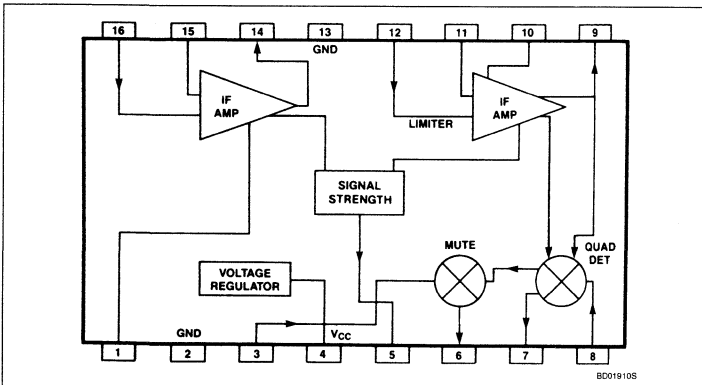 16 15 14 13 12 11 10 9
GND
IF
AMP
LIMITER
IF
AMP
SIGNAL
STRENGTH
MUTE
QUAD
DET
VOLTAGE
REGULATOR
GND
VCC
1 2 3 4 5 6 7 8
BD01910S